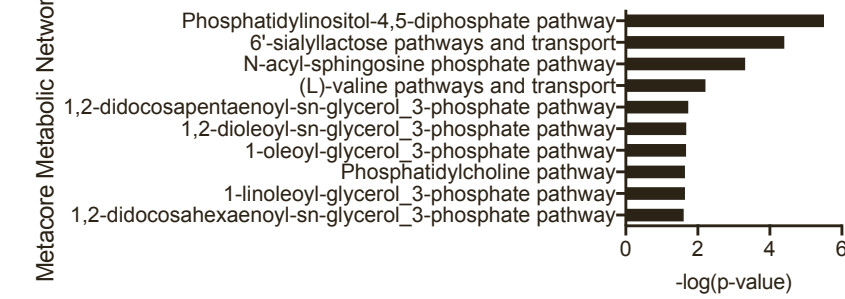 Metacore Metabolic Networ
Phosphatidylinositol-4,5-diphosphate pathway
6'-sialyllactose pathways and transport
N-acyl-sphingosine phosphate pathway
(L)-valine pathways and transport
1,2-didocosapentaenoyl-sn-glycerol_3-phosphate pathway
1,2-dioleoyl-sn-glycerol_3-phosphate pathway
1-oleoyl-glycerol_3-phosphate pathway
Phosphatidylcholine pathway
1-linoleoyl-glycerol_3-phosphate pathway
1,2-didocosahexaenoyl-sn-glycerol_3-phosphate pathway
0 2 4 6
-log(p-value)